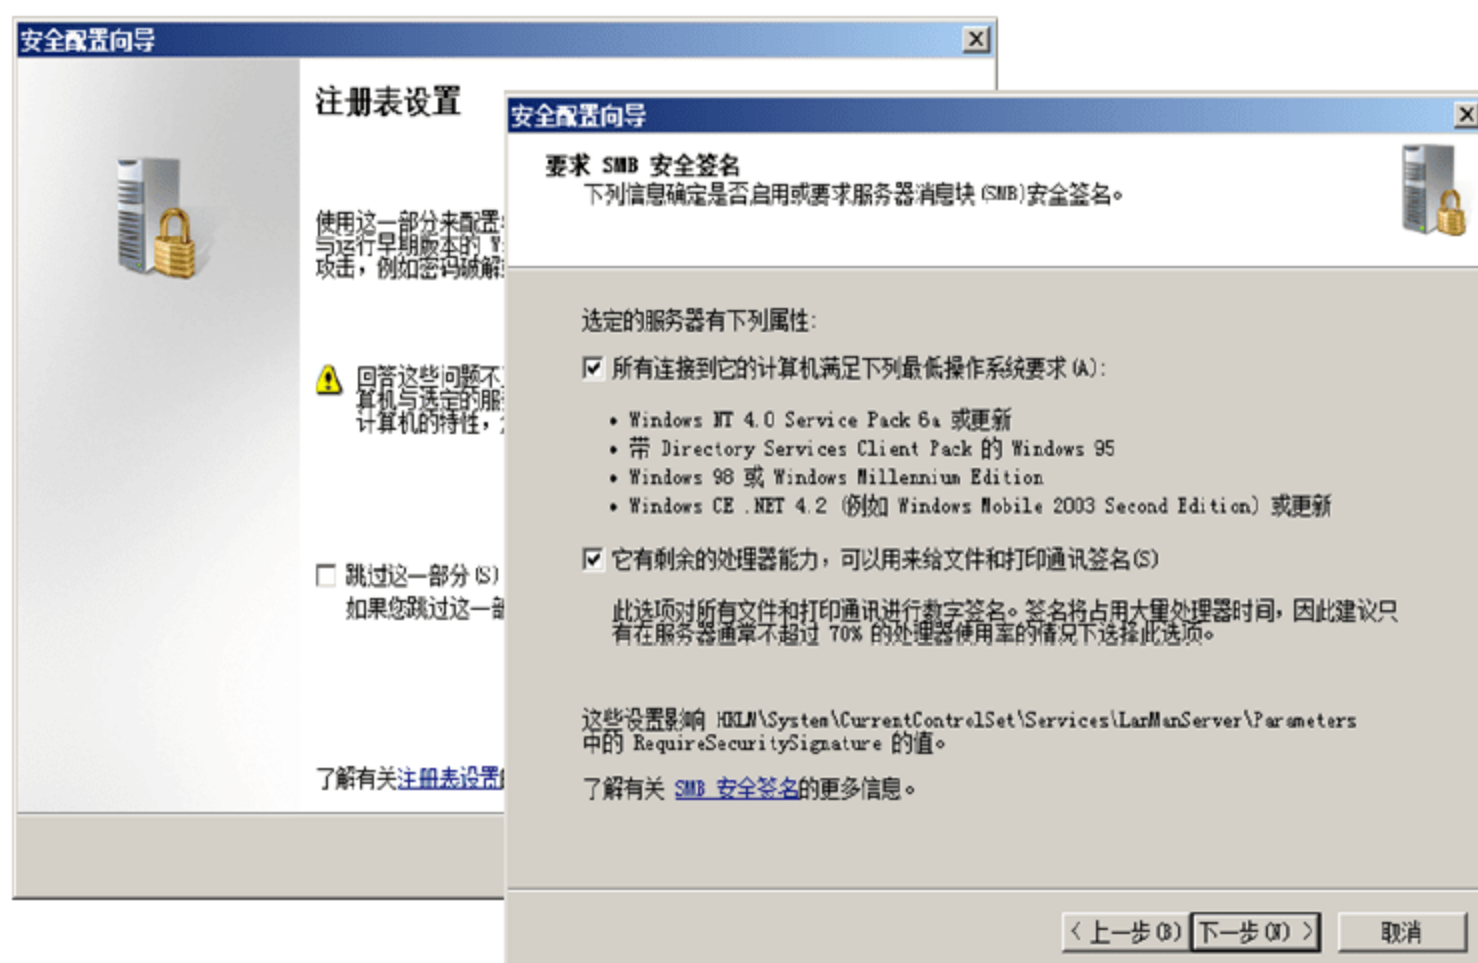 安全配置向导
注册表设置
使用这一部分来配置
与运行早期版本的
攻击，例如密码破解
回答这些问题不
算机与选定的服
计算机的特性，
跳过这一部分(S)
如果您跳过这一部
了解有关注册表设置
安全配置向导
要求 SMB 安全签名
下列信息确定是否启用或要求服务器消息块(SMB)安全签名。
选定的服务器有下列属性:
所有连接到它的计算机满足下列最低操作系统要求(A):
• Windows NT 4.0 Service Pack 6a 或更新
• 带 Directory Services Client Pack 的 Windows 95
• Windows 98 或 Windows Millennium Edition
• Windows CE .NET 4.2 (例如 Windows Mobile 2003 Second Edition) 或更新
它有剩余的处理器能力，可以用来给文件和打印通讯签名(S)
此选项对所有文件和打印通讯进行数字签名。签名将占用大量处理器时间，因此建议只
有在服务器通常不超过 70% 的处理器使用率的情况下选择此选项。
这些设置影响 HKLM\System\CurrentControlSet\Services\LanManServer\Parameters
中的 RequireSecuritySignature 的值。
了解有关 SMB 安全签名的更多信息。
< 上一步(B) 下一步(N) > 取消